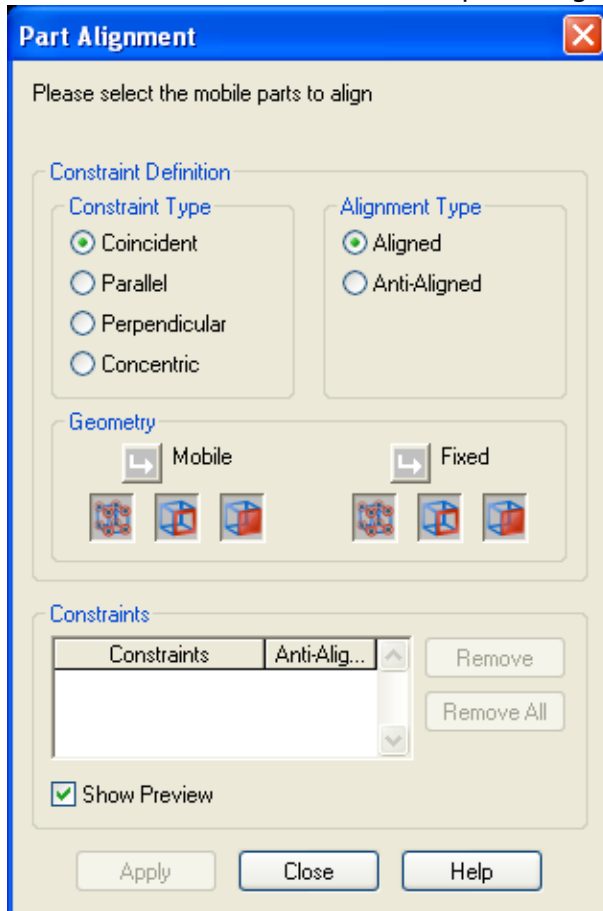 Part Alignment
Please select the mobile parts to align
Constraint Definition
Constraint Type
Alignment Type
Coincident
Aligned
Parallel
Anti-Aligned
Perpendicular
Concentric
Geometry
Mobile
Fixed
Constraints
Constraints
Anti-Alig...
Remove
Remove All
Show Preview
Apply
Close
Help